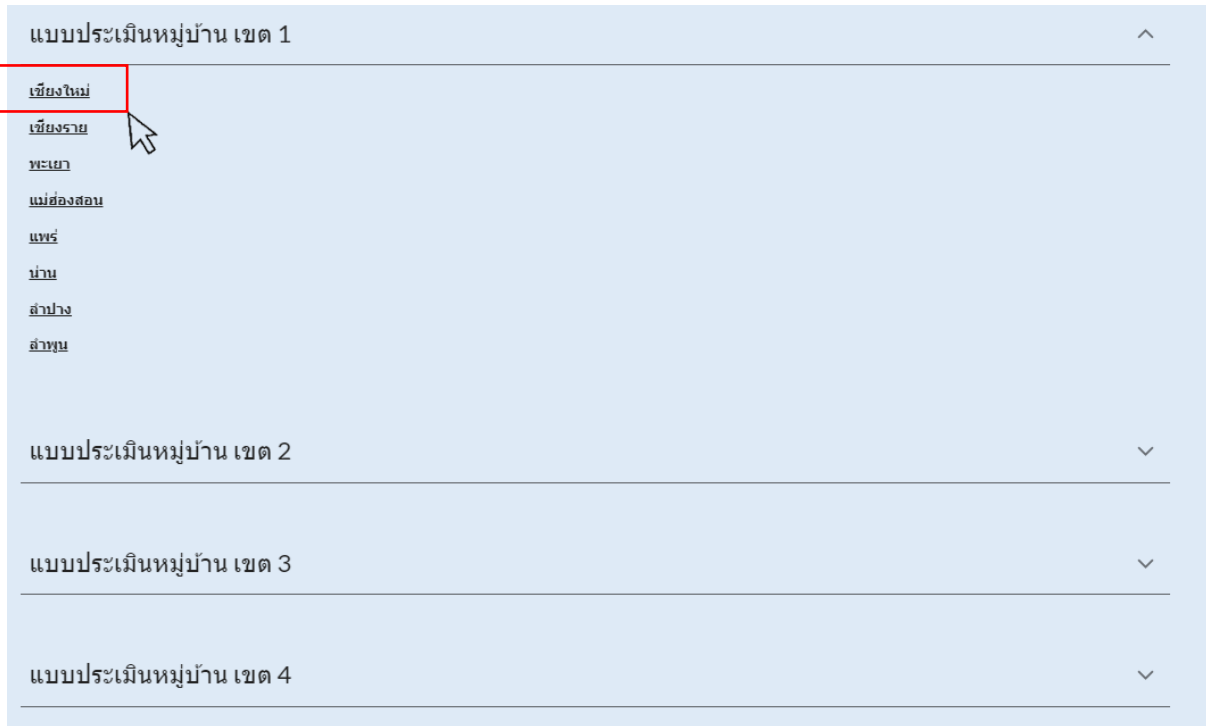 แบบประเมินหมู่บ้าน เขต 1
เชียงใหม่
เชียงราย
พะเยา
แม่ฮ่องสอน
แพร่
น่าน
ลำปาง
ลำพูน
แบบประเมินหมู่บ้าน เขต 2
แบบประเมินหมู่บ้าน เขต 3
แบบประเมินหมู่บ้าน เขต 4